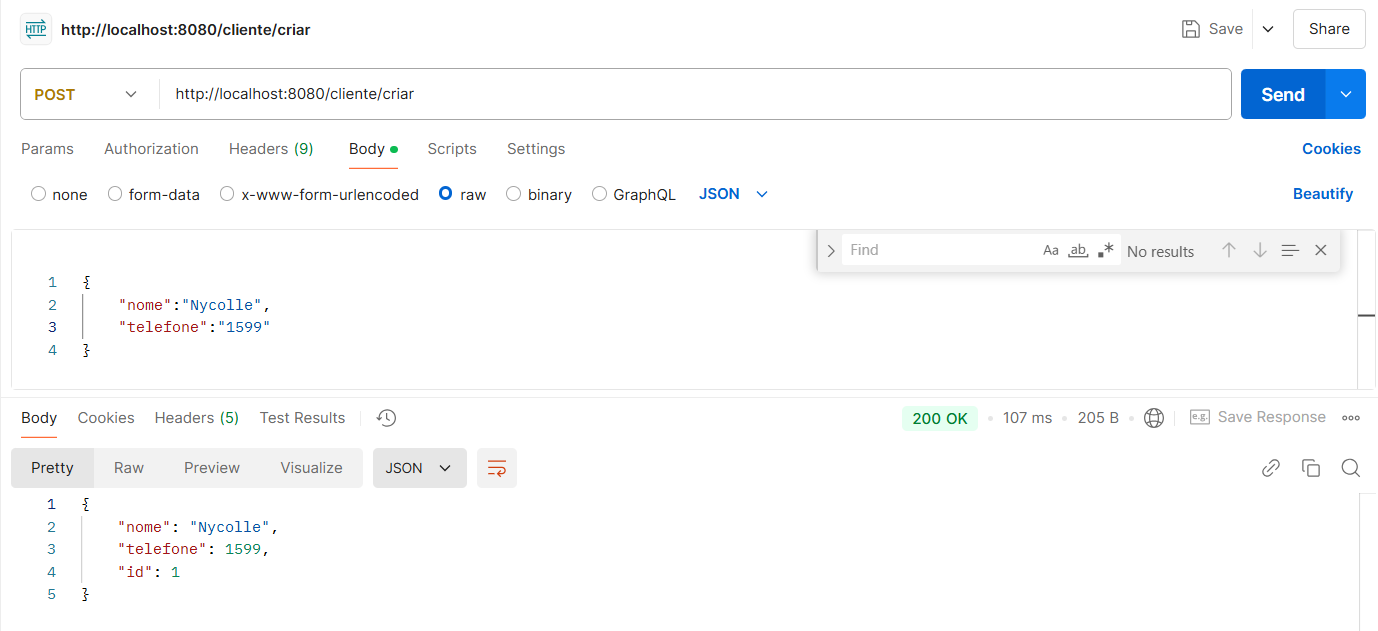 HTTP http://localhost:8080/cliente/criar Save Share
POST http://localhost:8080/cliente/criar Send
Params Authorization Headers (9) Body Scripts Settings Cookies
none form-data x-www-form-urlencoded raw binary GraphQL JSON Beautify
Find Aa ab .* No results
1 {
2 "nome":"Nycolle",
3 "telefone":"1599"
4 }
Body Cookies Headers (5) Test Results 200 OK 107 ms 205 B e.g. Save Response
Pretty Raw Preview Visualize JSON
1 {
2 "nome": "Nycolle",
3 "telefone": 1599,
4 "id": 1
5 }